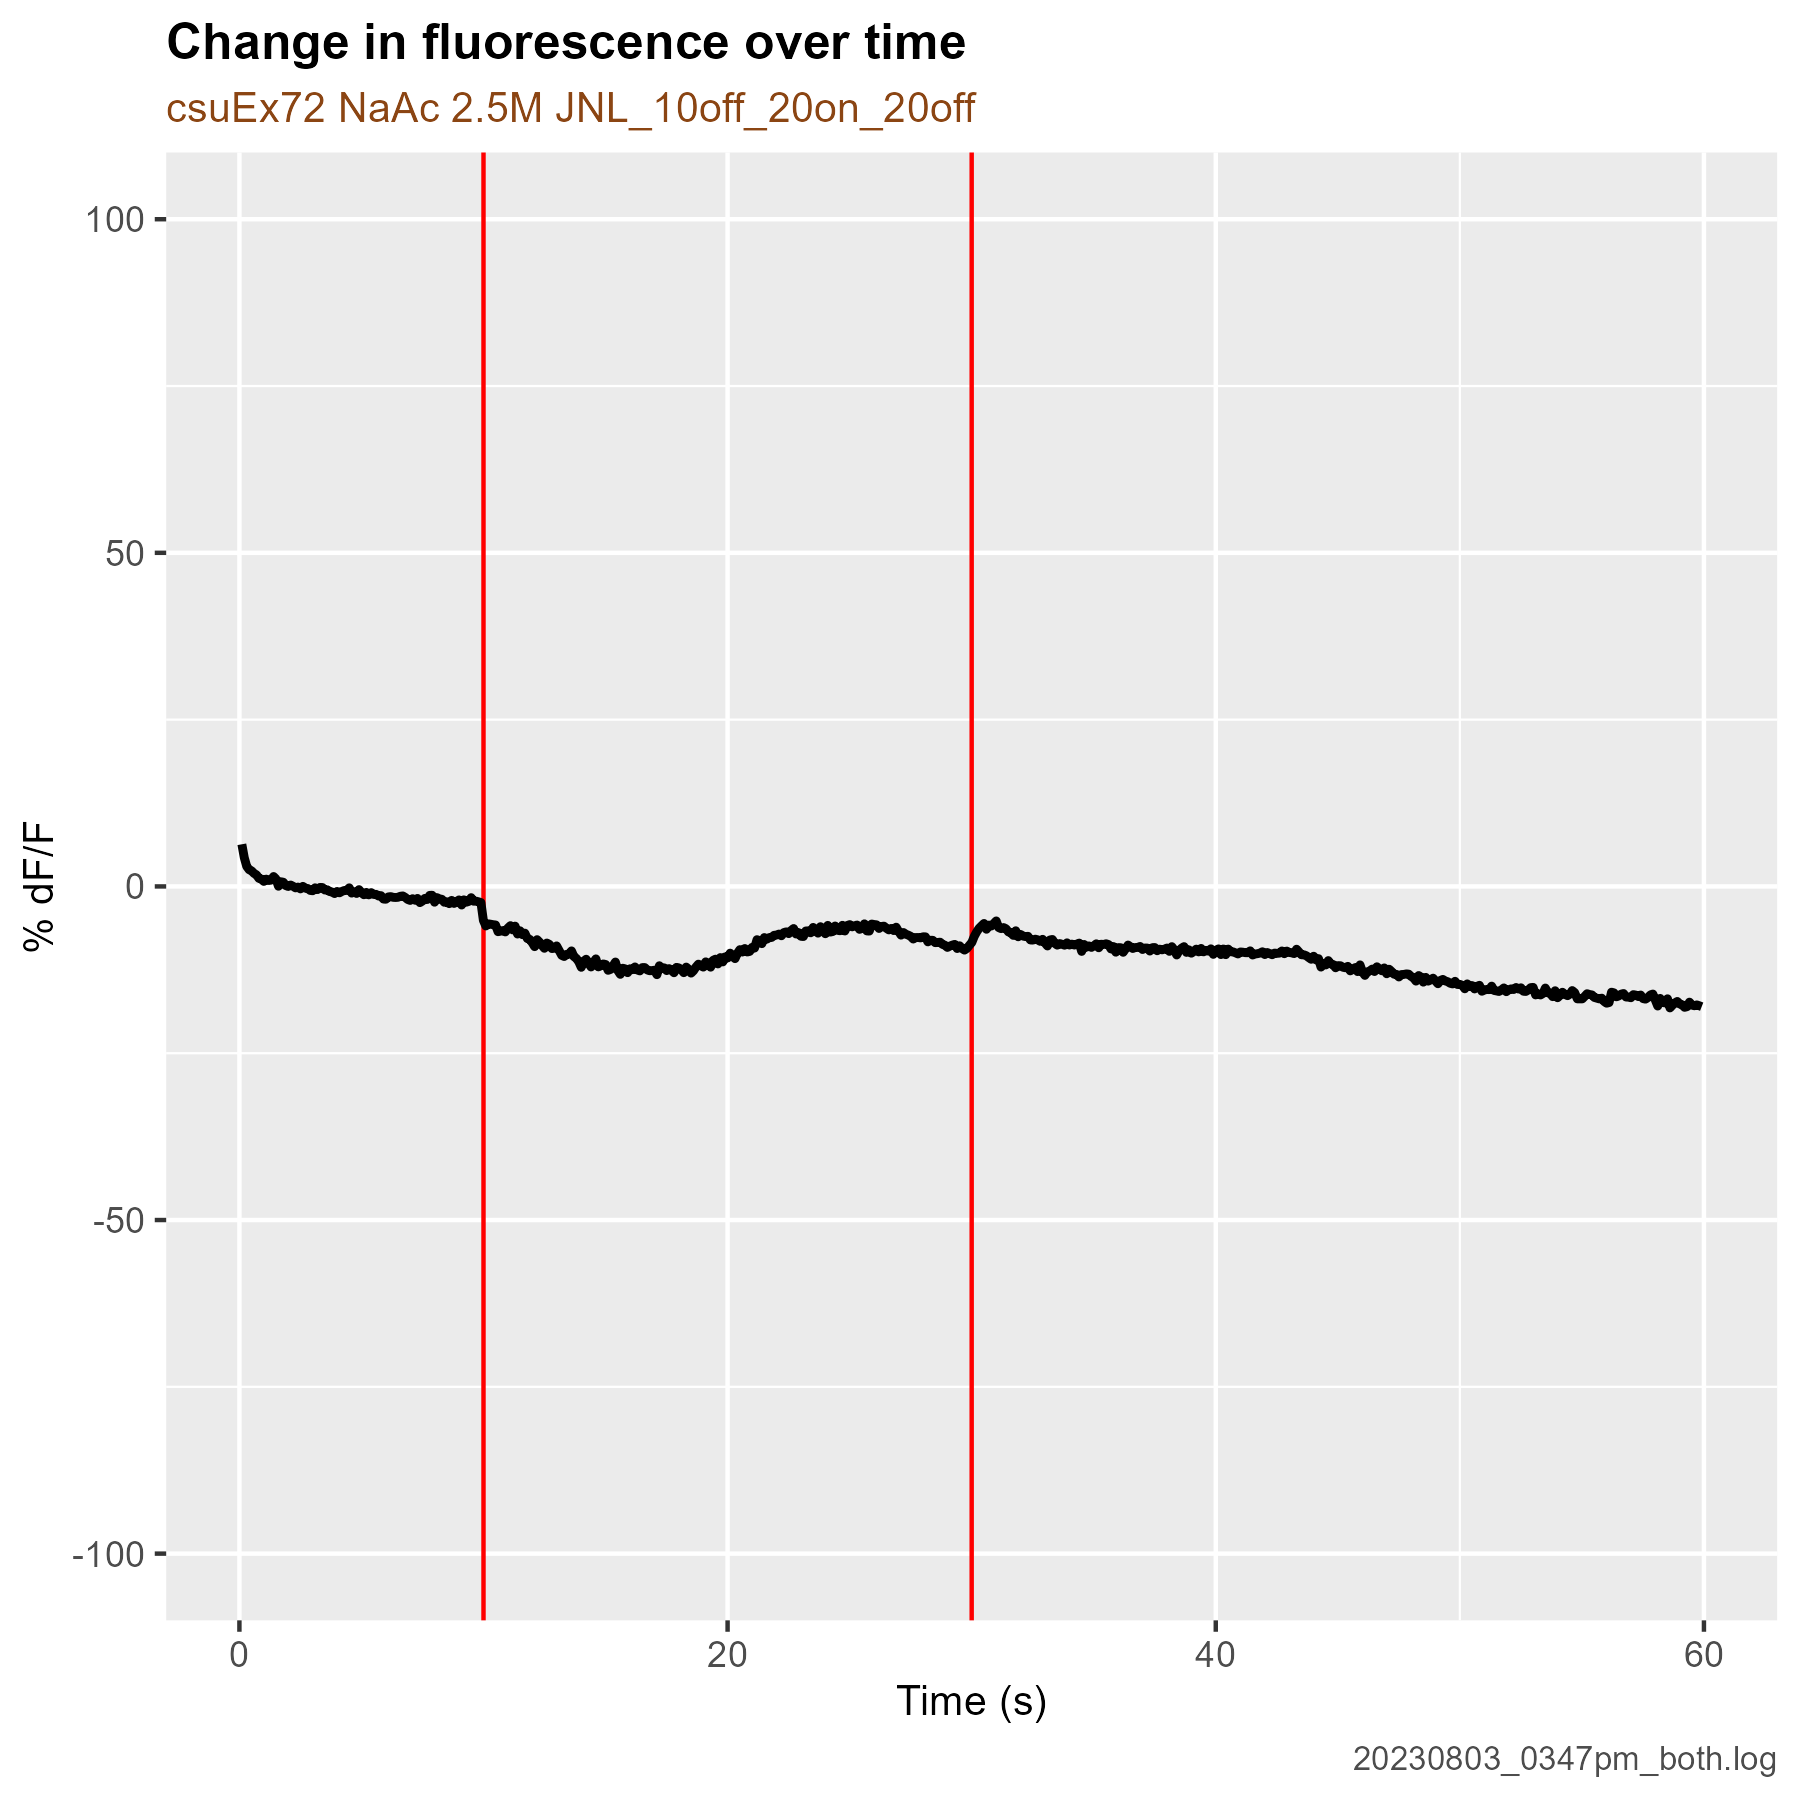 Change in fluorescence over time
csuEx72 NaAc 2.5M JNL_10off_20on_20off
100
50
0
-50
-100
% dF/F
0 20 40 60
Time (s)
20230803_0347pm_both.log